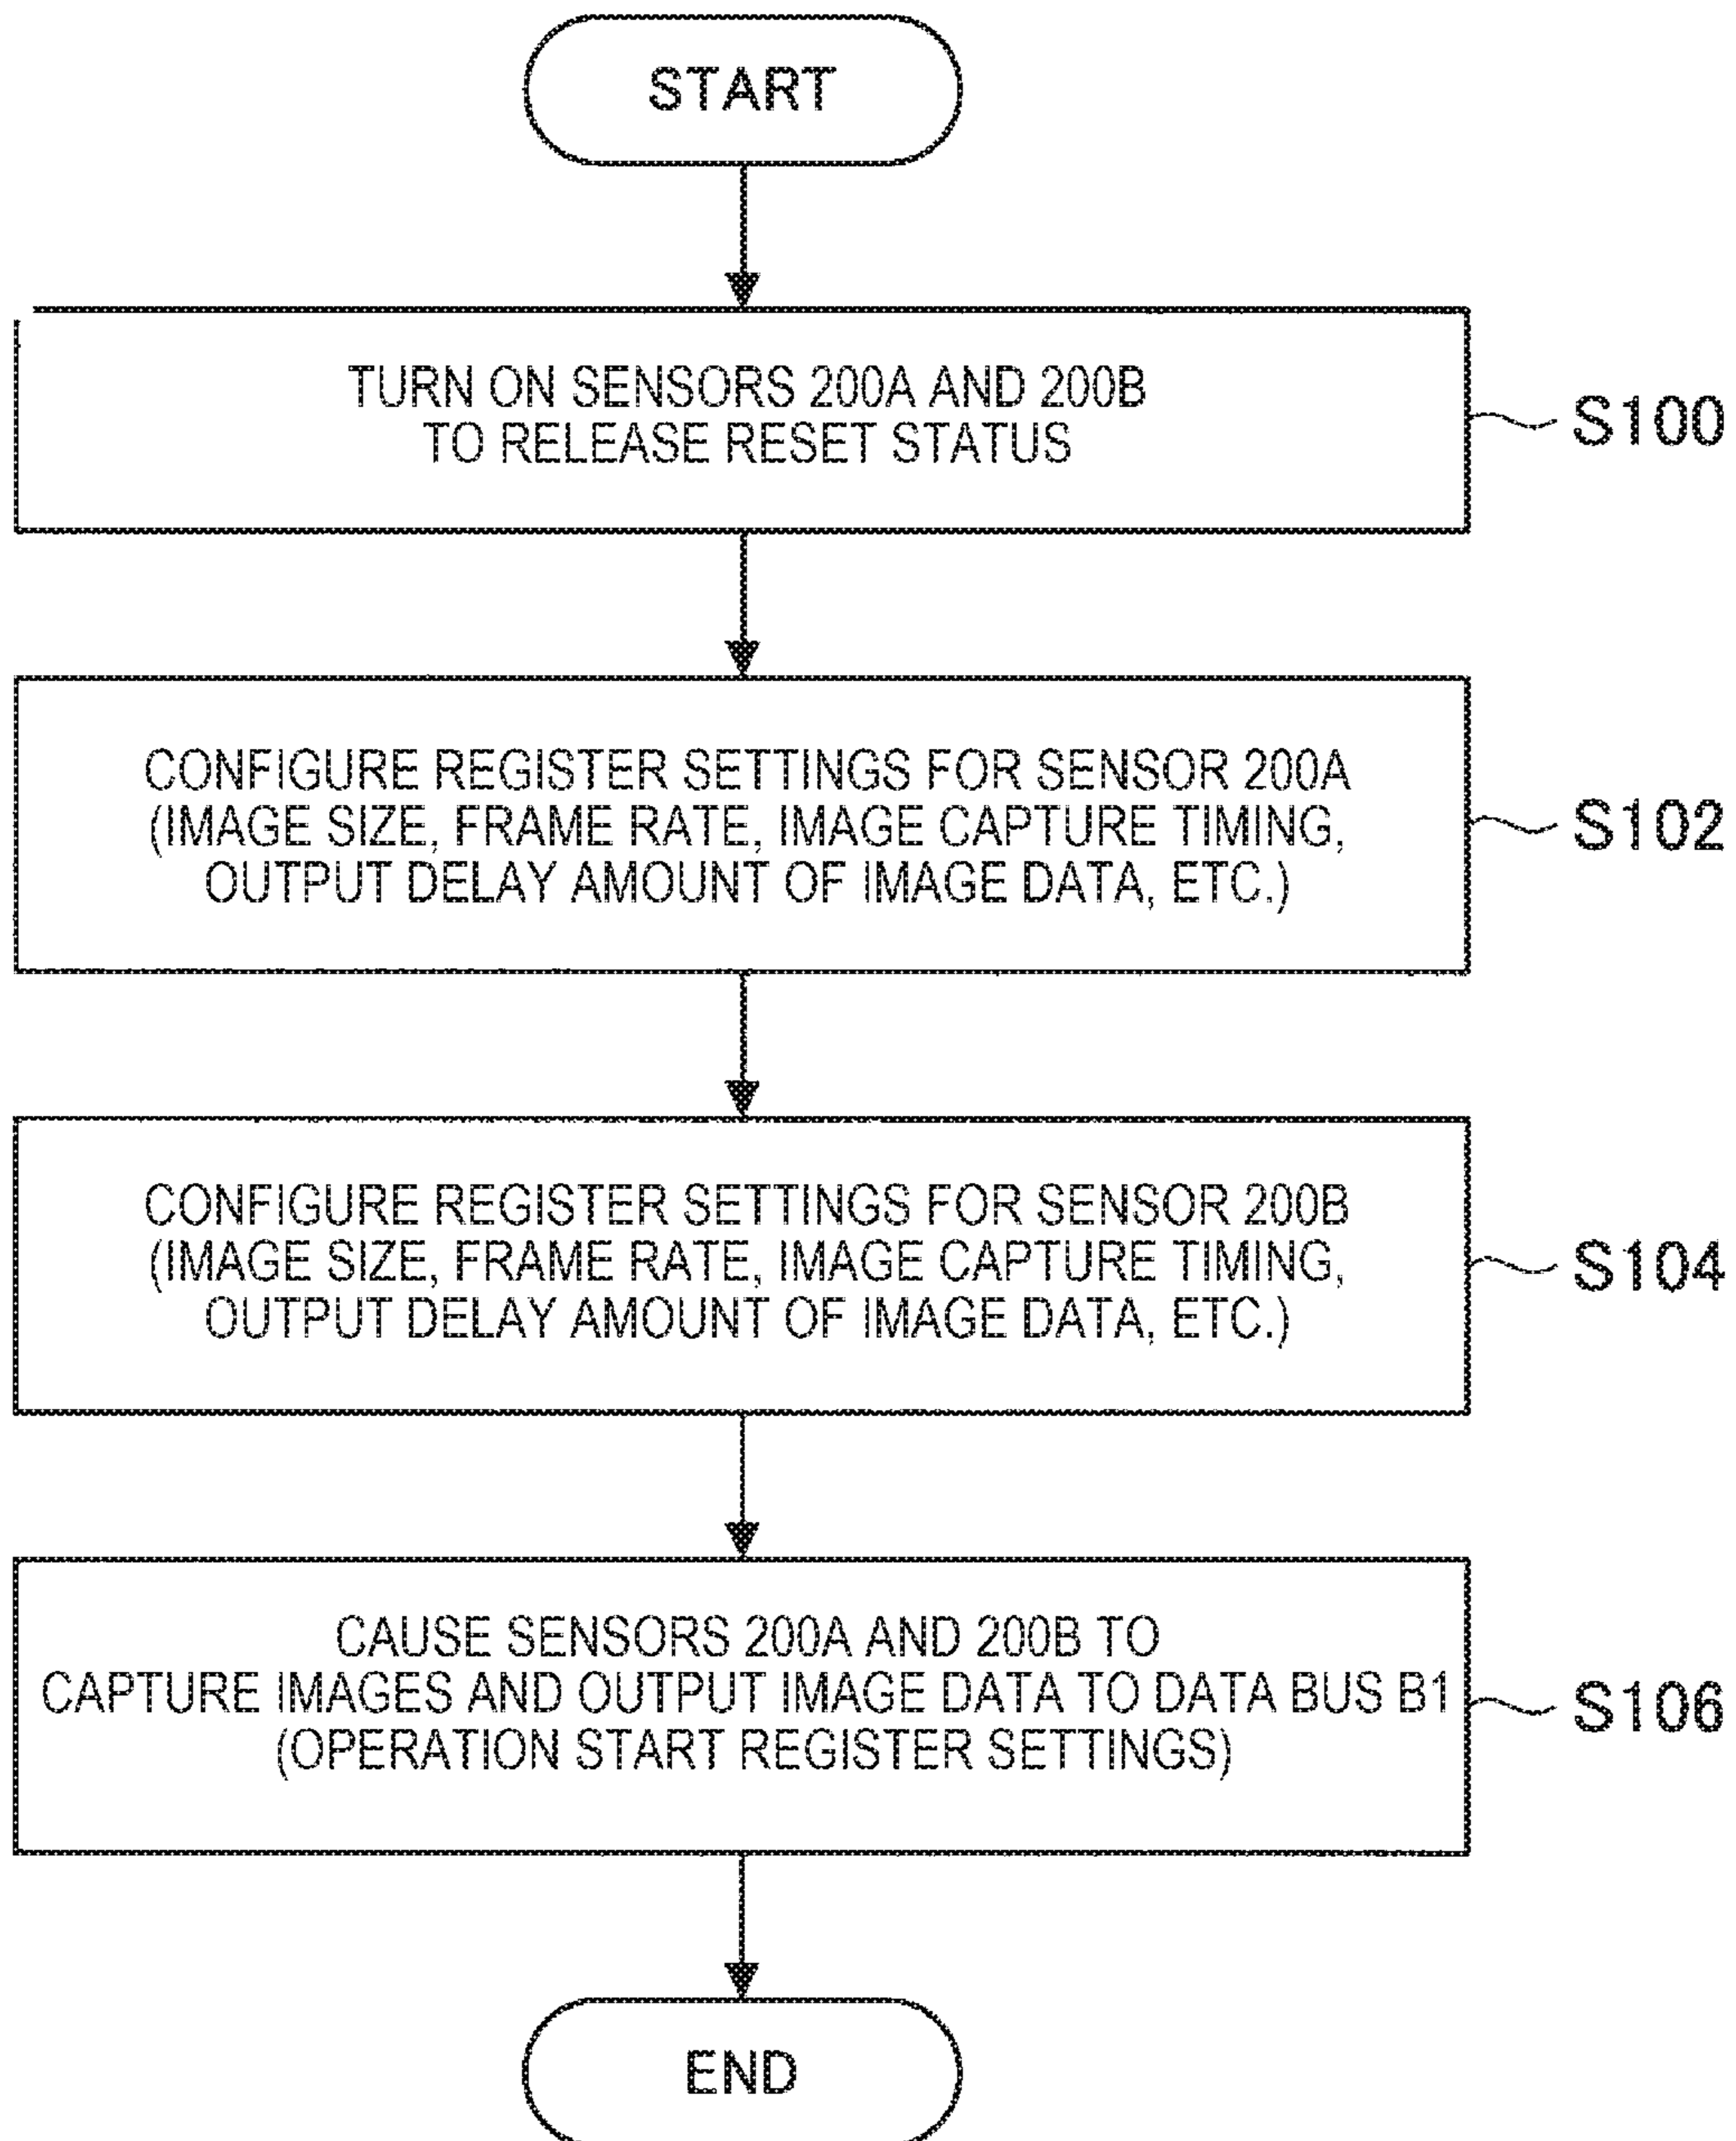 START
TURN ON SENSORS 200A AND 200B
TO RELEASE RESET STATUS
S100
CONFIGURE REGISTER SETTINGS FOR SENSOR 200A
(IMAGE SIZE, FRAME RATE, IMAGE CAPTURE TIMING,
OUTPUT DELAY AMOUNT OF IMAGE DATA, ETC.)
S102
CONFIGURE REGISTER SETTINGS FOR SENSOR 200B
(IMAGE SIZE, FRAME RATE, IMAGE CAPTURE TIMING,
OUTPUT DELAY AMOUNT OF IMAGE DATA, ETC.)
S104
CAUSE SENSORS 200A AND 200B TO
CAPTURE IMAGES AND OUTPUT IMAGE DATA TO DATA BUS B1
(OPERATION START REGISTER SETTINGS)
S106
END